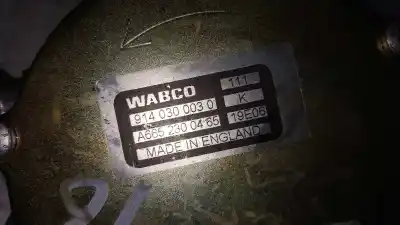 WABCO 111
914 030 003 0 K
A665 230 04 65 19E06
MADE IN ENGLAND